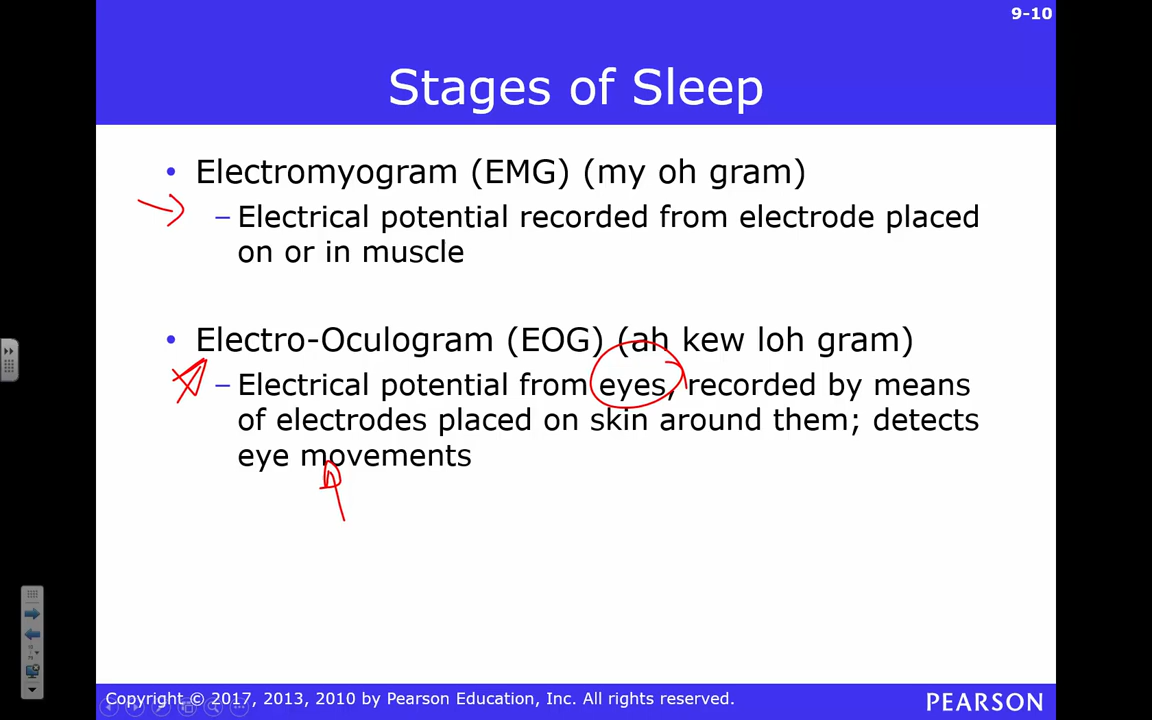 9-10
Stages of Sleep
• Electromyogram (EMG) (my oh gram)
– Electrical potential recorded from electrode placed
on or in muscle
• Electro-Oculogram (EOG) (ah kew loh gram)
– Electrical potential from eyes, recorded by means
of electrodes placed on skin around them; detects
eye movements
Copyright © 2017, 2013, 2010 by Pearson Education, Inc. All rights reserved.
PEARSON